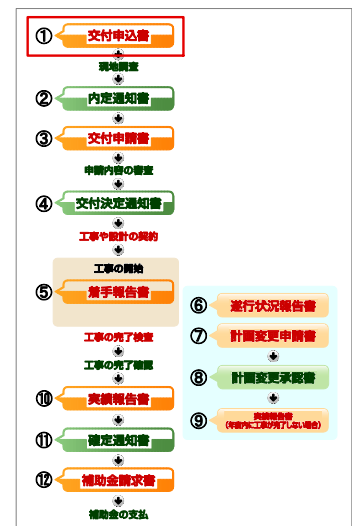 ① 交付申込書
現地調査
② 内定通知書
③ 交付申請書
申請内容の審査
④ 交付決定通知書
工事や設計の契約
工事の開始
⑤ 着手報告書
工事の完了検査
工事の完了確認
⑩ 実績報告書
⑪ 確定通知書
⑫ 補助金請求書
補助金の支払
⑥ 遂行状況報告書
⑦ 計画変更申請書
⑧ 計画変更承認書
⑨ 実績報告書
(年度内に工事が完了しない場合)